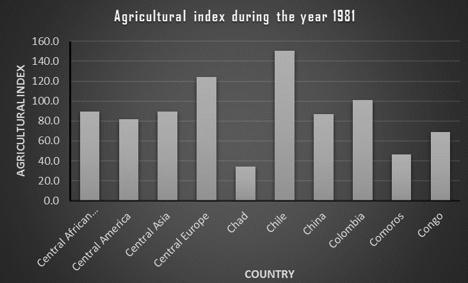 Agricultural index during the year 1981
160.0
140.0
120.0
100.0
80.0
60.0
40.0
20.0
0.0
AGRICULTURAL INDEX
Central African...
Central America
Central Asia
Central Europe
Chad
Chile
China
Colombia
Comoros
Congo
COUNTRY